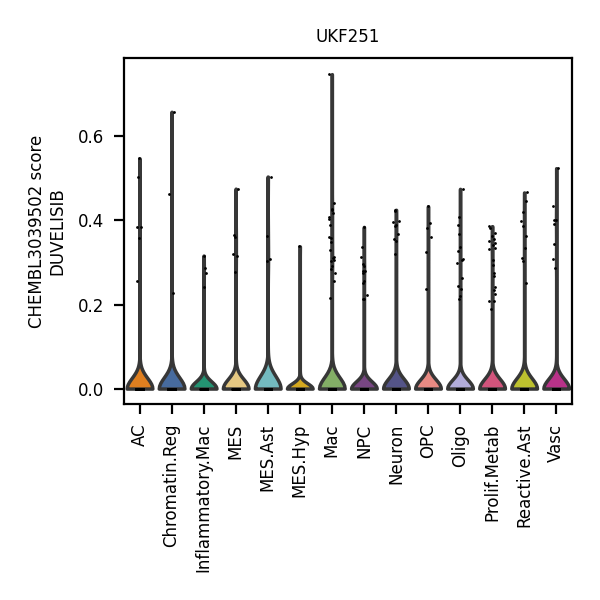 UKF251
CHEMBL3039502 score
DUVELISIB
0.6
0.4
0.2
0.0
AC
Chromatin.Reg
Inflammatory.Mac
MES
MES.Ast
MES.Hyp
Mac
NPC
Neuron
OPC
Oligo
Prolif.Metab
Reactive.Ast
Vasc